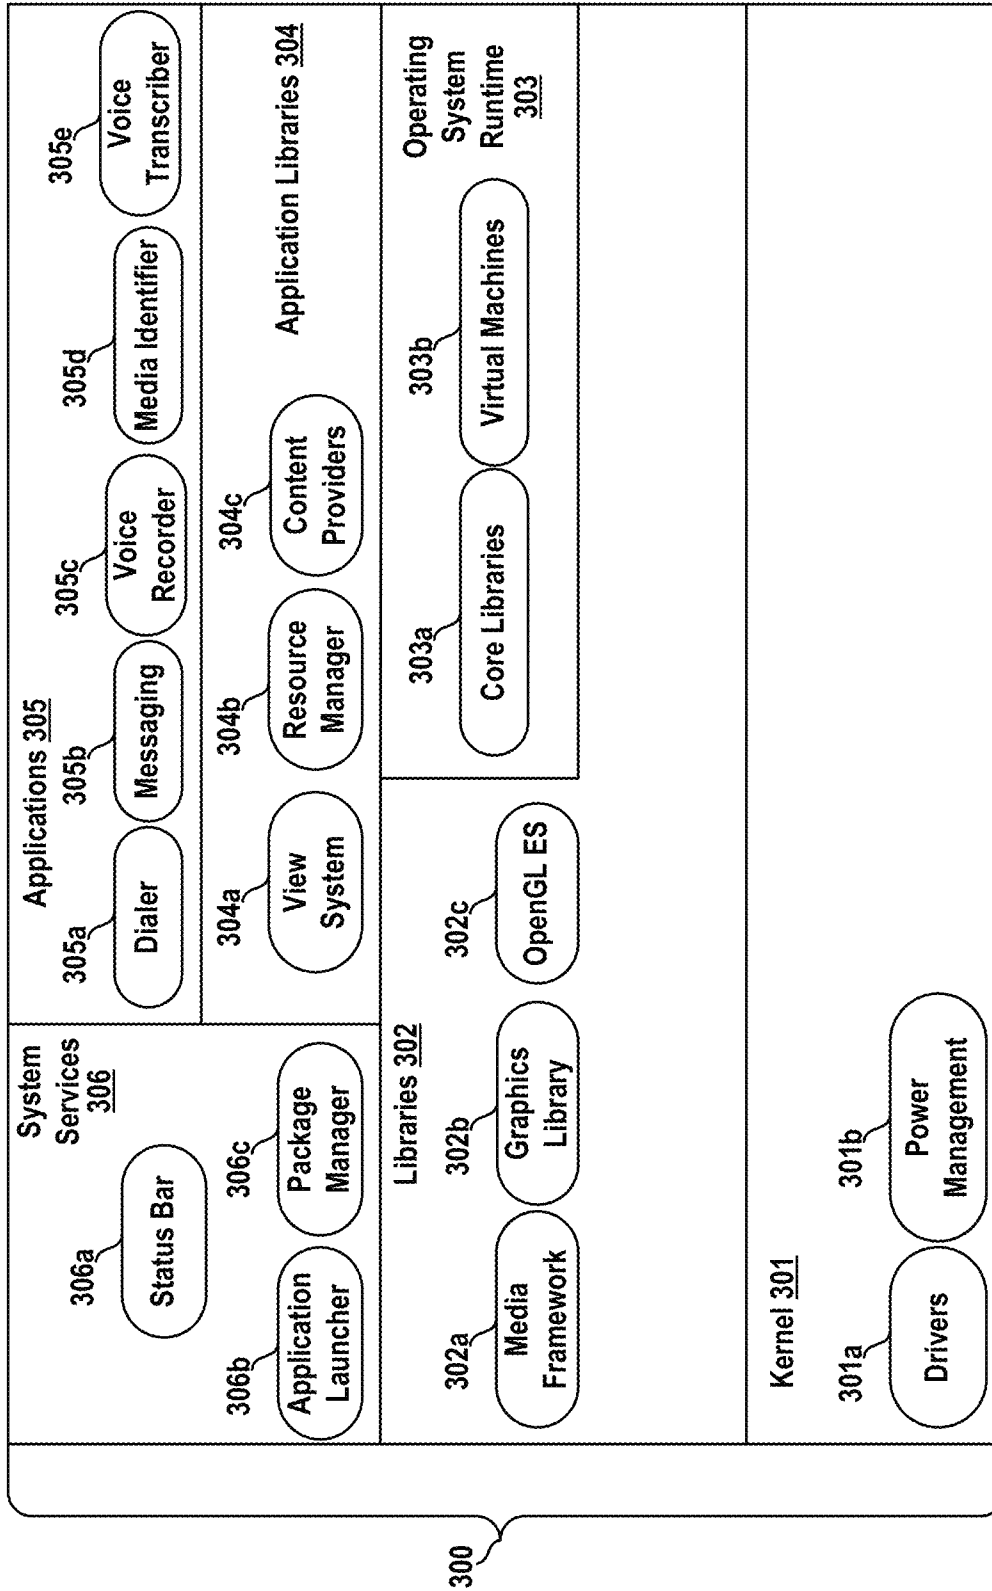 300
System
Services
306
306a
Status Bar
306b
Application
Launcher
306c
Package
Manager
Applications 305
305a
Dialer
305b
Messaging
305c
Voice
Recorder
305d
Media Identifier
305e
Voice
Transcriber
304a
View
System
304b
Resource
Manager
304c
Content
Providers
Application Libraries 304
Libraries 302
302a
Media
Framework
302b
Graphics
Library
302c
OpenGL ES
303a
Core Libraries
303b
Virtual Machines
Operating
System
Runtime
303
Kernel 301
301a
Drivers
301b
Power
Management